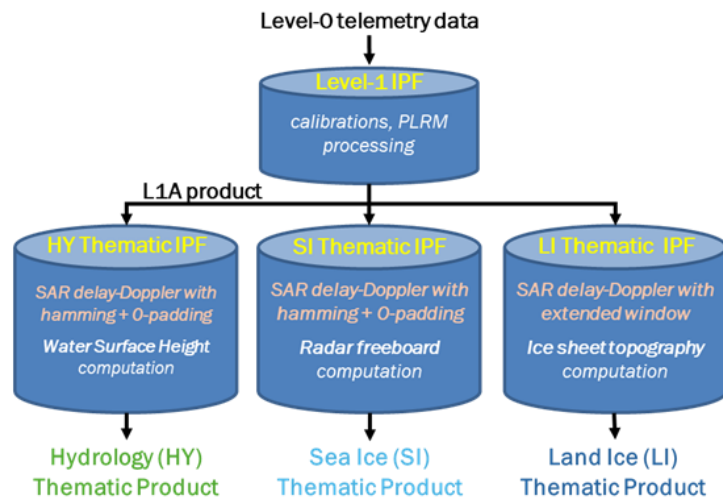 Level-0 telemetry data
Level-1 IPF
calibrations, PLRM
processing
L1A product
HY Thematic IPF
SAR delay-Doppler with
hamming + 0-padding
Water Surface Height
computation
Hydrology (HY)
Thematic Product
SI Thematic IPF
SAR delay-Doppler with
hamming + 0-padding
Radar freeboard
computation
Sea Ice (SI)
Thematic Product
LI Thematic IPF
SAR delay-Doppler with
extended window
Ice sheet topography
computation
Land Ice (LI)
Thematic Product